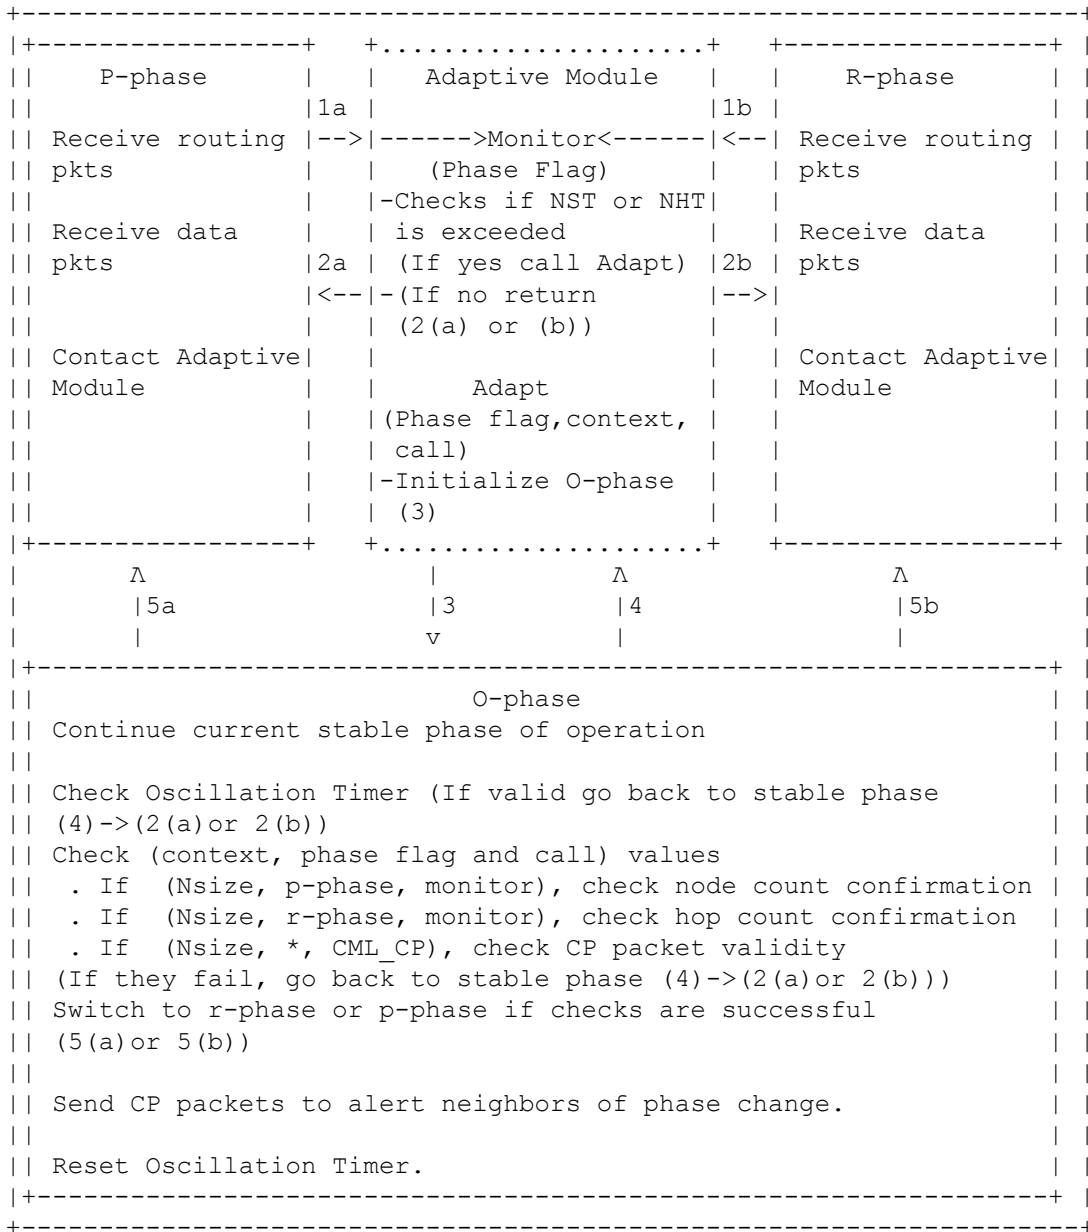 +--------------------------------------------------------------------+
|+-----------------+   +.....................+   +-----------------+ |
||    P-phase      |   |   Adaptive Module   |   |    R-phase      | |
||                 |1a |                     |1b |                 | |
|| Receive routing |-->|------>Monitor<------|<--| Receive routing | |
|| pkts            |   |   (Phase Flag)      |   | pkts            | |
||                 |   |-Checks if NST or NHT|   |                 | |
|| Receive data    |   | is exceeded         |   | Receive data    | |
|| pkts            |2a | (If yes call Adapt) |2b | pkts            | |
||                 |<--|-(If no return       |-->|                 | |
||                 |   | (2(a) or (b))       |   |                 | |
|| Contact Adaptive|   |                     |   | Contact Adaptive| |
|| Module          |   |      Adapt          |   | Module          | |
||                 |   |(Phase flag,context, |   |                 | |
||                 |   | call)               |   |                 | |
||                 |   |-Initialize O-phase  |   |                 | |
||                 |   | (3)                 |   |                 | |
|+-----------------+   +.....................+   +-----------------+ |
|      Λ                  |           Λ                 Λ            |
|      |5a                |3          |4                |5b          |
|      |                  v           |                 |            |
|+-----------------------------------------------------------------+ |
||                            O-phase                              | |
|| Continue current stable phase of operation                      | |
||                                                                 | |
|| Check Oscillation Timer (If valid go back to stable phase       | |
|| (4)->(2(a)or 2(b))                                              | |
|| Check (context, phase flag and call) values                     | |
||  . If  (Nsize, p-phase, monitor), check node count confirmation | |
||  . If  (Nsize, r-phase, monitor), check hop count confirmation  | |
||  . If  (Nsize, *, CML_CP), check CP packet validity             | |
|| (If they fail, go back to stable phase (4)->(2(a)or 2(b)))      | |
|| Switch to r-phase or p-phase if checks are successful           | |
|| (5(a)or 5(b))                                                   | |
||                                                                 | |
|| Send CP packets to alert neighbors of phase change.             | |
||                                                                 | |
|| Reset Oscillation Timer.                                        | |
|+-----------------------------------------------------------------+ |
+--------------------------------------------------------------------+